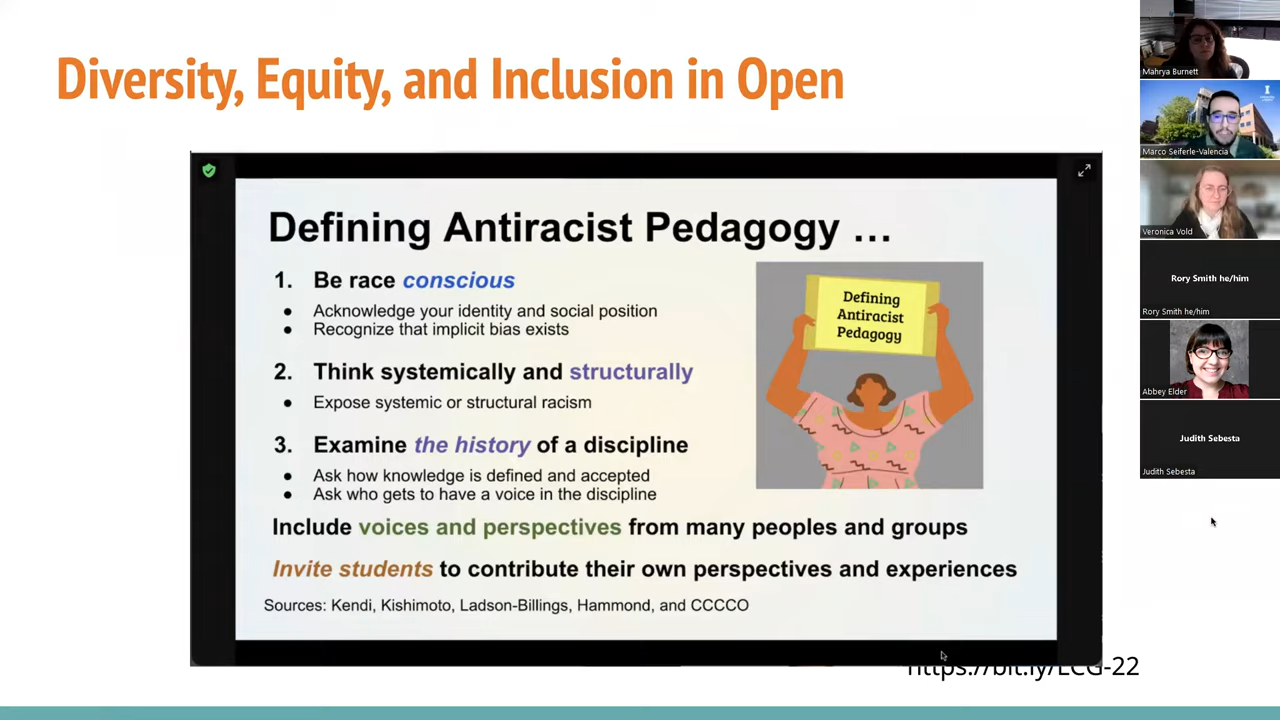 Diversity, Equity, and Inclusion in Open
Defining Antiracist Pedagogy …
1. Be race conscious
● Acknowledge your identity and social position
● Recognize that implicit bias exists
2. Think systemically and structurally
● Expose systemic or structural racism
3. Examine the history of a discipline
● Ask how knowledge is defined and accepted
● Ask who gets to have a voice in the discipline
Include voices and perspectives from many peoples and groups
Invite students to contribute their own perspectives and experiences
Sources: Kendi, Kishimoto, Ladson-Billings, Hammond, and CCCCO
Defining
Antiracist
Pedagogy
https://bit.ly/ECG-22
Mahrya Burnett
Marco Seiferle-Valencia
Veronica Vold
Rory Smith he/him
Rory Smith he/him
Abbey Elder
Judith Sebesta
Judith Sebesta